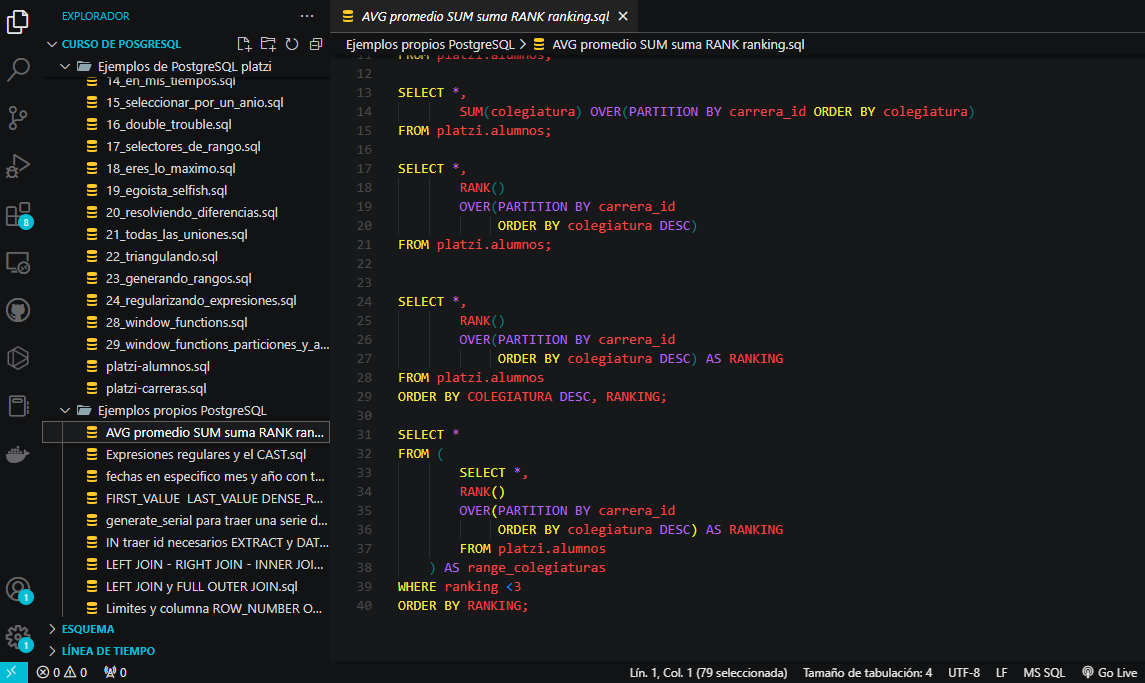 EXPLORADOR
CURSO DE POSGRESQL
Ejemplos de PostgreSQL platzi
14_en_mis_tiempos.sql
15_seleccionar_por_un_anio.sql
16_double_trouble.sql
17_selectores_de_rango.sql
18_eres_lo_maximo.sql
19_egoista_selfish.sql
20_resolviendo_diferencias.sql
21_todas_las_uniones.sql
22_triangulando.sql
23_generando_rangos.sql
24_regularizando_expresiones.sql
28_window_functions.sql
29_window_functions_particiones_y_a...
platzi-alumnos.sql
platzi-carreras.sql
Ejemplos propios PostgreSQL
AVG promedio SUM suma RANK ran...
Expresiones regulares y el CAST.sql
fechas en especifico mes y año con t...
FIRST_VALUE  LAST_VALUE DENSE_R...
generate_serial para traer una serie d...
IN traer id necesarios EXTRACT y DAT...
LEFT JOIN - RIGHT JOIN - INNER JOI...
LEFT JOIN y FULL OUTER JOIN.sql
Limites y columna ROW_NUMBER O...
ESQUEMA
LÍNEA DE TIEMPO
8
1
1
AVG promedio SUM suma RANK ranking.sql
Ejemplos propios PostgreSQL > AVG promedio SUM suma RANK ranking.sql
11 FROM platzi.alumnos;
12
13 SELECT *,
14 SUM(colegiatura) OVER(PARTITION BY carrera_id ORDER BY colegiatura)
15 FROM platzi.alumnos;
16
17 SELECT *,
18 RANK()
19 OVER(PARTITION BY carrera_id
20 ORDER BY colegiatura DESC)
21 FROM platzi.alumnos;
22
23
24 SELECT *,
25 RANK()
26 OVER(PARTITION BY carrera_id
27 ORDER BY colegiatura DESC) AS RANKING
28 FROM platzi.alumnos
29 ORDER BY COLEGIATURA DESC, RANKING;
30
31 SELECT *
32 FROM (
33 SELECT *,
34 RANK()
35 OVER(PARTITION BY carrera_id
36 ORDER BY colegiatura DESC) AS RANKING
37 FROM platzi.alumnos
38 ) AS range_colegiaturas
39 WHERE ranking <3
40 ORDER BY RANKING;
0 0 0 Lín. 1, Col. 1 (79 seleccionada) Tamaño de tabulación: 4 UTF-8 LF MS SQL Go Live